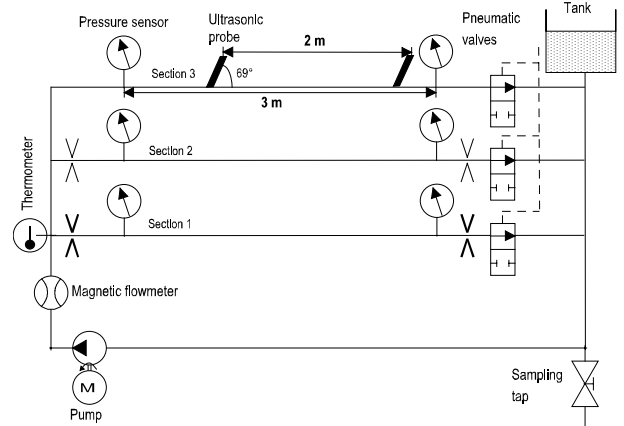 Pressure sensor
Ultrasonic
probe
2 m
Pneumatic
valves
Tank
Section 3
69°
3 m
Section 2
Thermometer
Section 1
Magnetic flowmeter
M
Pump
Sampling
tap